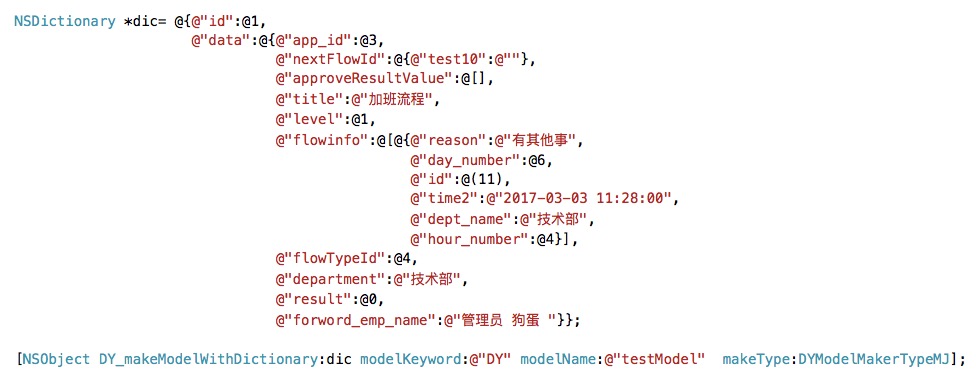 NSDictionary *dic= @{@"id":@1,
@"data":@{@"app_id":@3,
@"nextFlowId":@{@"test10":@""},
@"approveResultValue":@[],
@"title":@"加班流程",
@"level":@1,
@"flowinfo":@[@{@"reason":@"有其他事",
@"day_number":@6,
@"id":@(11),
@"time2":@"2017-03-03 11:28:00",
@"dept_name":@"技术部",
@"hour_number":@4}],
@"flowTypeId":@4,
@"department":@"技术部",
@"result":@0,
@"forword_emp_name":@"管理员 狗蛋 "}};
[NSObject DY_makeModelWithDictionary:dic modelKeyword:@"DY" modelName:@"testModel"  makeType:DYModelMakerTypeMJ];